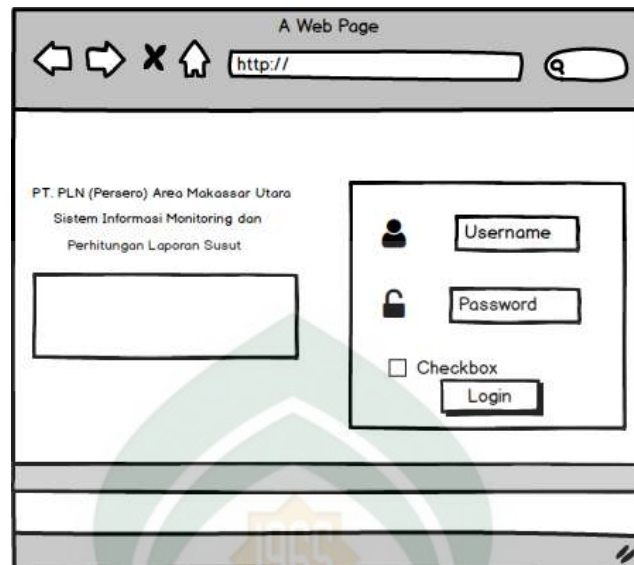 A Web Page
http://
PT. PLN (Persero) Area Makassar Utara
Sistem Informasi Monitoring dan
Perhitungan Laporan Susut
Username
Password
Checkbox
Login
1965